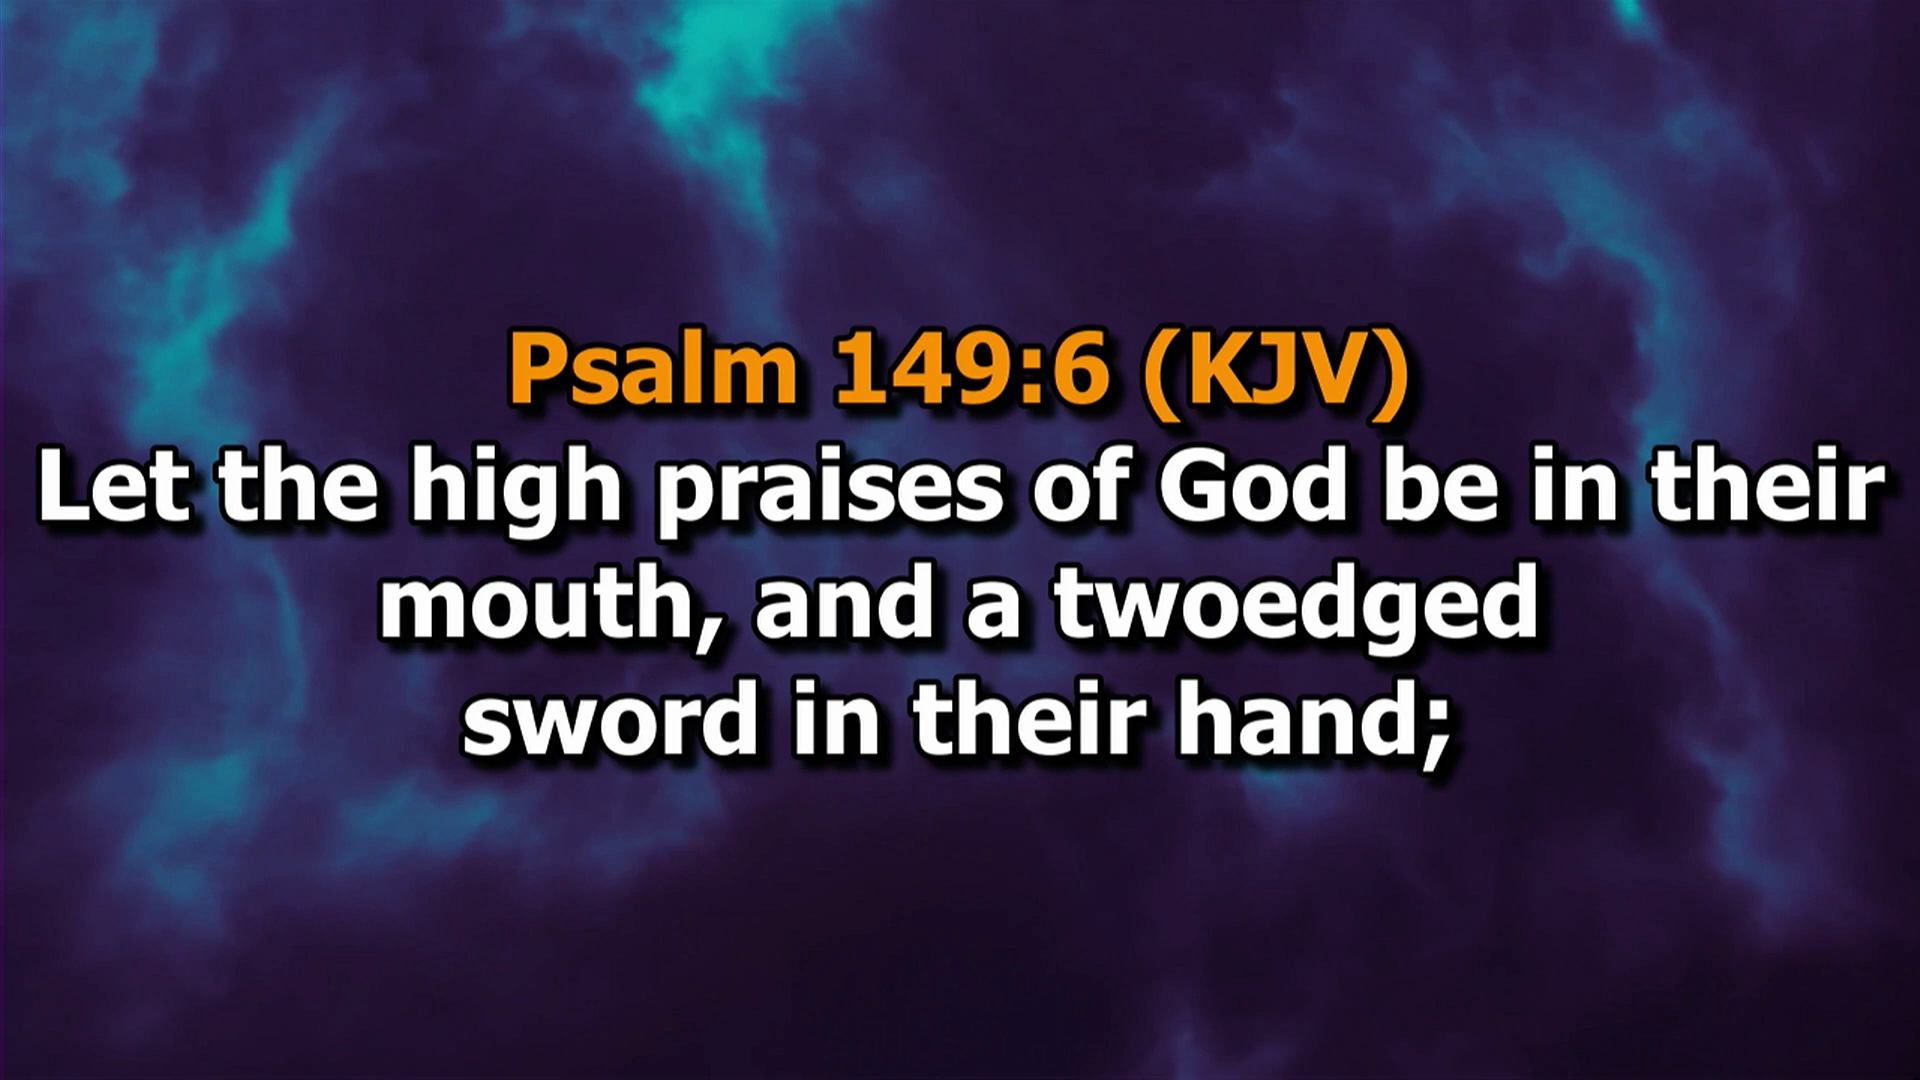 Psalm 149:6 (KJV)
Let the high praises of God be in their
mouth, and a twoedged
sword in their hand;